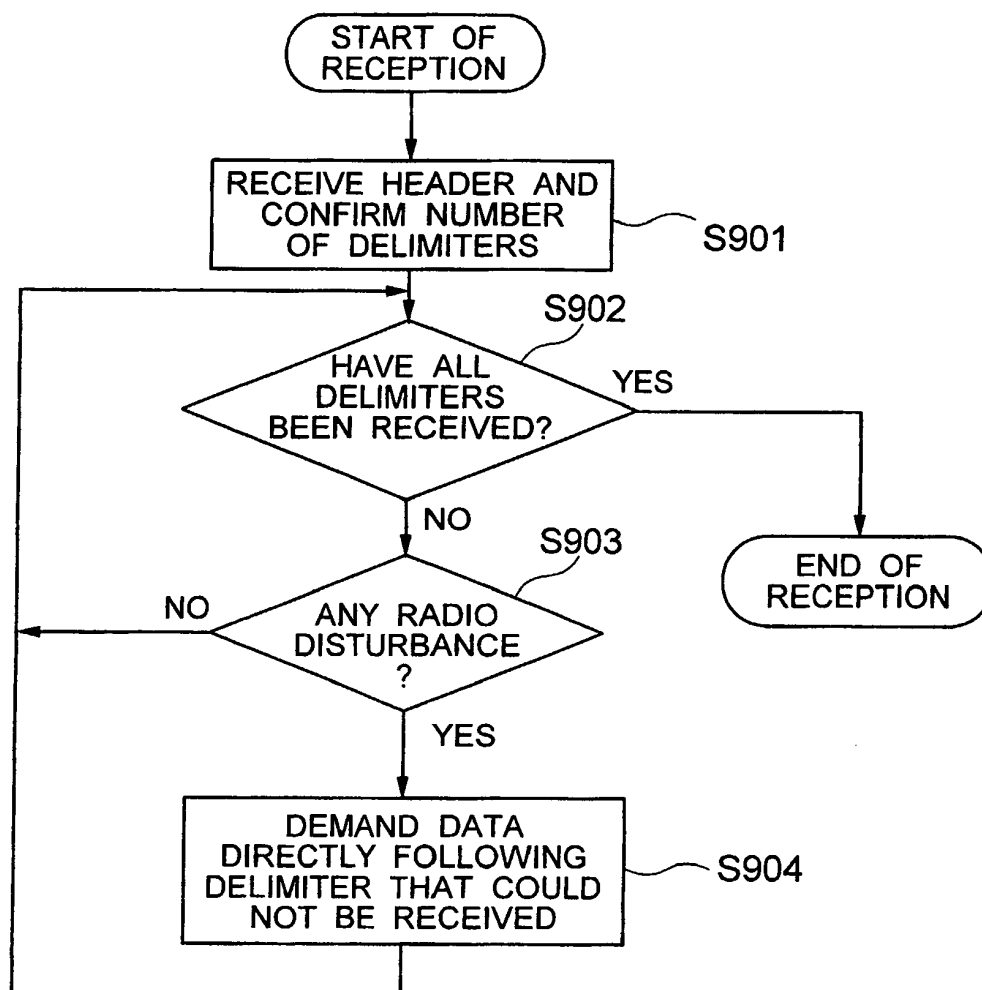 START OF
RECEPTION
RECEIVE HEADER AND
CONFIRM NUMBER
OF DELIMITERS
S901
S902
HAVE ALL
DELIMITERS
BEEN RECEIVED?
YES
NO
S903
END OF
RECEPTION
NO
ANY RADIO
DISTURBANCE
?
YES
DEMAND DATA
DIRECTLY FOLLOWING
DELIMITER THAT COULD
NOT BE RECEIVED
S904